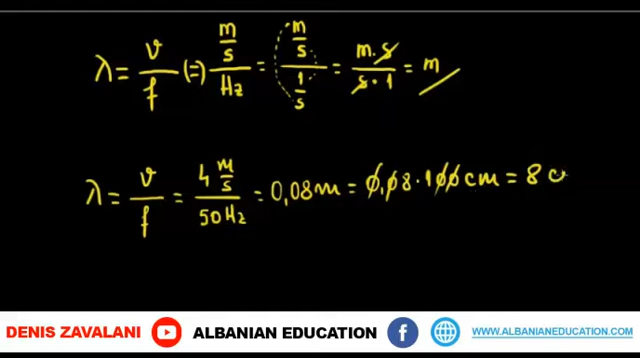 λ = v/f (=) (m/s)/Hz = (m/s)/(1/s) = (m·s)/(s·1) = m
λ = v/f = (4 m/s)/(50 Hz) = 0,08 m = 0,08 · 100 cm = 8 c
DENIS ZAVALANI ALBANIAN EDUCATION WWW.ALBANIANEDUCATION.COM